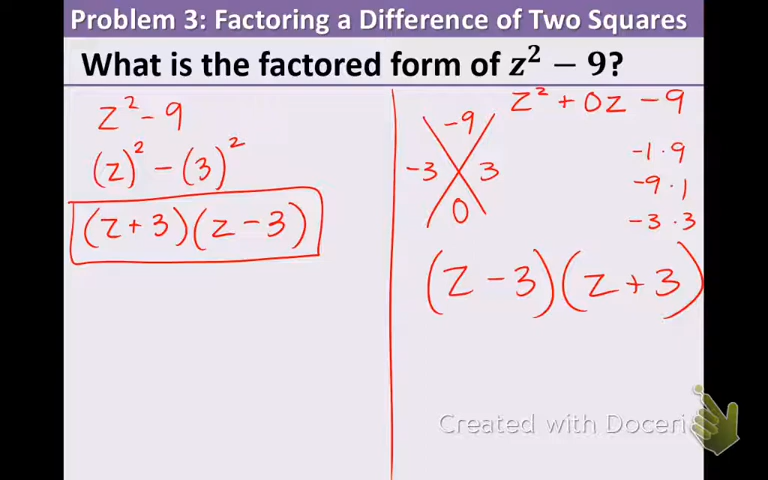 Problem 3: Factoring a Difference of Two Squares
What is the factored form of z² − 9?
z² - 9
(z)² - (3)²
(z + 3)(z - 3)
z² + 0z - 9
-9
-3 3
0
-1 · 9
-9 · 1
-3 · 3
(z - 3)(z + 3)
Created with Doceri